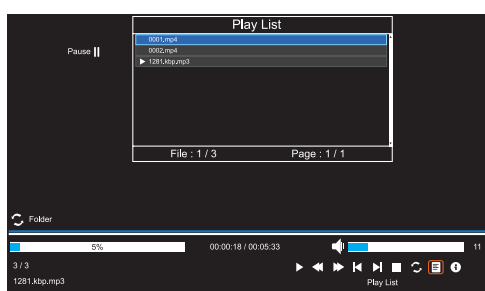 Play List
0001.mp4
0002.mp4
1281.kbp.mp3
Pause
File : 1 / 3 Page : 1 / 1
Folder
5% 00:00:18 / 00:05:33 11
3 / 3
1281.kbp.mp3 Play List